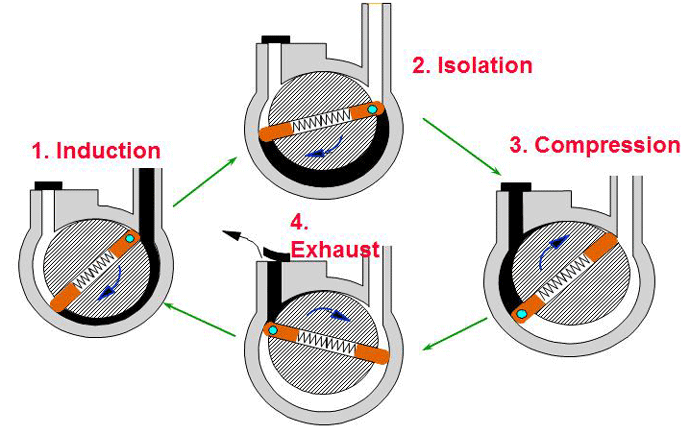 1. Induction
2. Isolation
3. Compression
4.
Exhaust